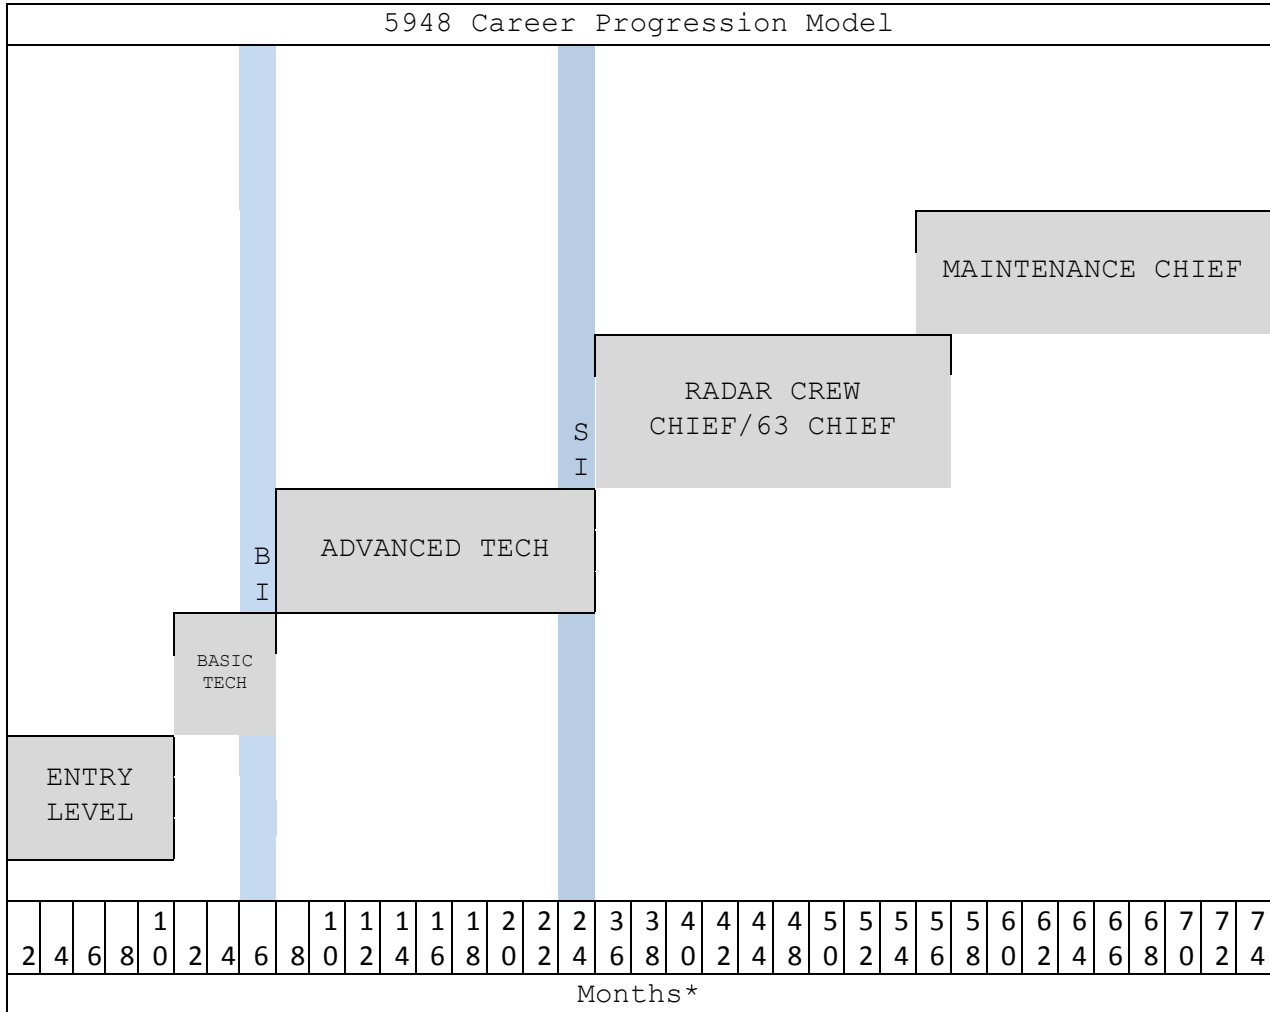 5948 Career Progression Model
MAINTENANCE CHIEF
RADAR CREW
CHIEF/63 CHIEF
SI
ADVANCED TECH
BI
BASIC
TECH
ENTRY
LEVEL
2 4 6 8 10 2 4 6 8 10 12 14 16 18 20 22 24 36 38 40 42 44 48 50 52 54 56 58 60 62 64 66 68 70 72 74
Months*